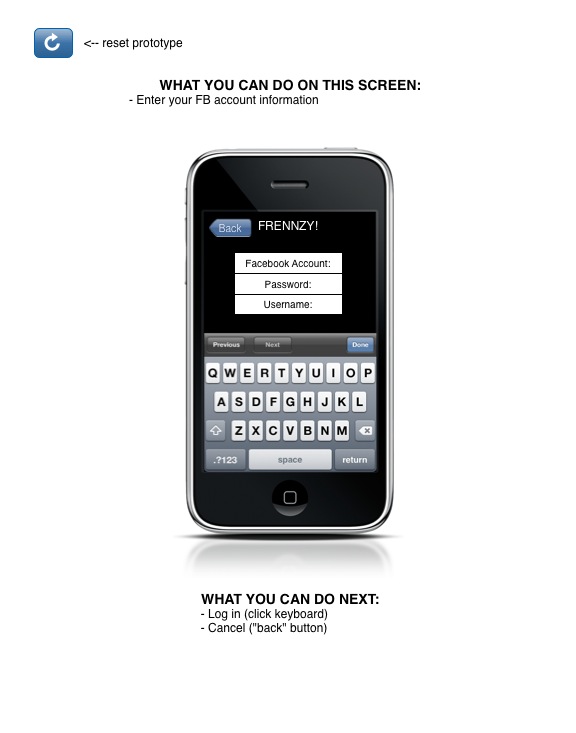 <-- reset prototype
WHAT YOU CAN DO ON THIS SCREEN:
- Enter your FB account information
Back FRENNZY!
Facebook Account:
Password:
Username:
Previous Next Done
Q W E R T Y U I O P
A S D F G H J K L
Z X C V B N M
.?123 space return
WHAT YOU CAN DO NEXT:
- Log in (click keyboard)
- Cancel ("back" button)